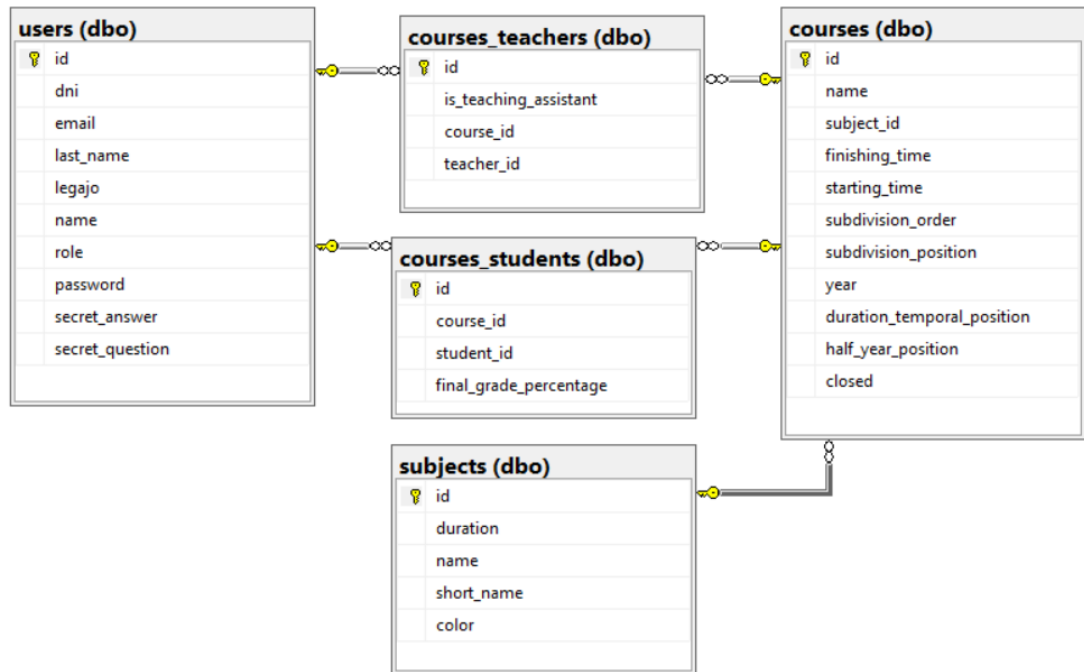 users (dbo)
id
dni
email
last_name
legajo
name
role
password
secret_answer
secret_question
courses_teachers (dbo)
id
is_teaching_assistant
course_id
teacher_id
courses_students (dbo)
id
course_id
student_id
final_grade_percentage
subjects (dbo)
id
duration
name
short_name
color
courses (dbo)
id
name
subject_id
finishing_time
starting_time
subdivision_order
subdivision_position
year
duration_temporal_position
half_year_position
closed